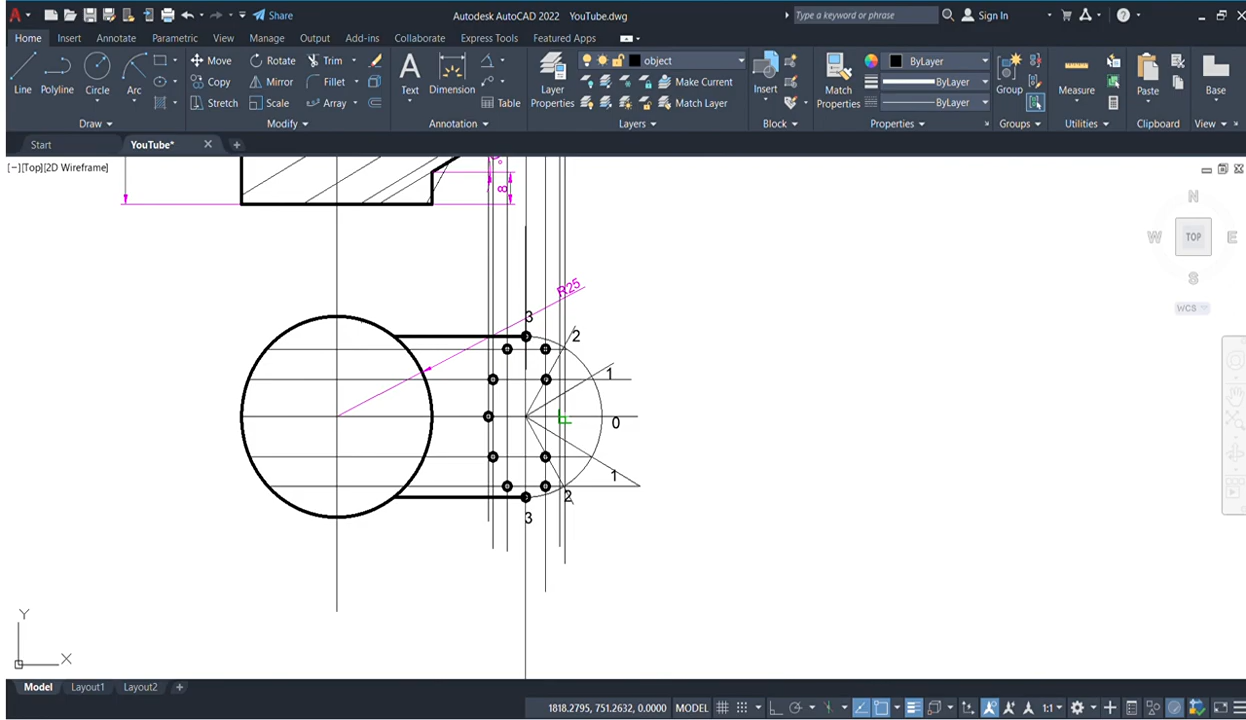 Share
Autodesk AutoCAD 2022 YouTube.dwg
Type a keyword or phrase
Sign In
Home Insert Annotate Parametric View Manage Output Add-ins Collaborate Express Tools Featured Apps
Line Polyline Circle Arc
Move Rotate Trim
Copy Mirror Fillet
Stretch Scale Array
Text Dimension Table
Layer Properties
object
Make Current
Match Layer
Insert
Match Properties
ByLayer
ByLayer
ByLayer
Group
Measure
Paste
Base
Draw Modify Annotation Layers Block Properties Groups Utilities Clipboard View
Start YouTube*
[−][Top][2D Wireframe]
N
W TOP E
S
WCS
8
R25
3
2
1
0
1
2
3
Y
X
Model Layout1 Layout2
1818.2795, 751.2632, 0.0000 MODEL 1:1